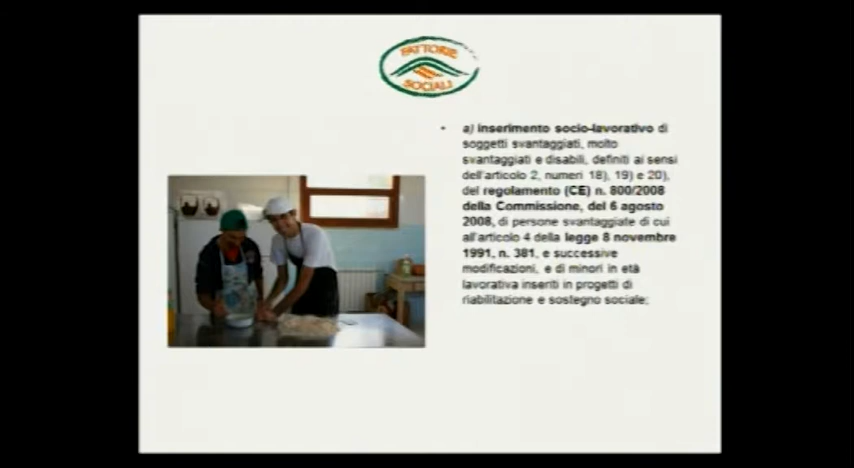 FATTORIE
SOCIALI
• a) inserimento socio-lavorativo di
soggetti svantaggiati, molto
svantaggiati e disabili, definiti ai sensi
dell'articolo 2, numeri 18), 19) e 20),
del regolamento (CE) n. 800/2008
della Commissione, del 6 agosto
2008, di persone svantaggiate di cui
all'articolo 4 della legge 8 novembre
1991, n. 381, e successive
modificazioni, e di minori in età
lavorativa inseriti in progetti di
riabilitazione e sostegno sociale;